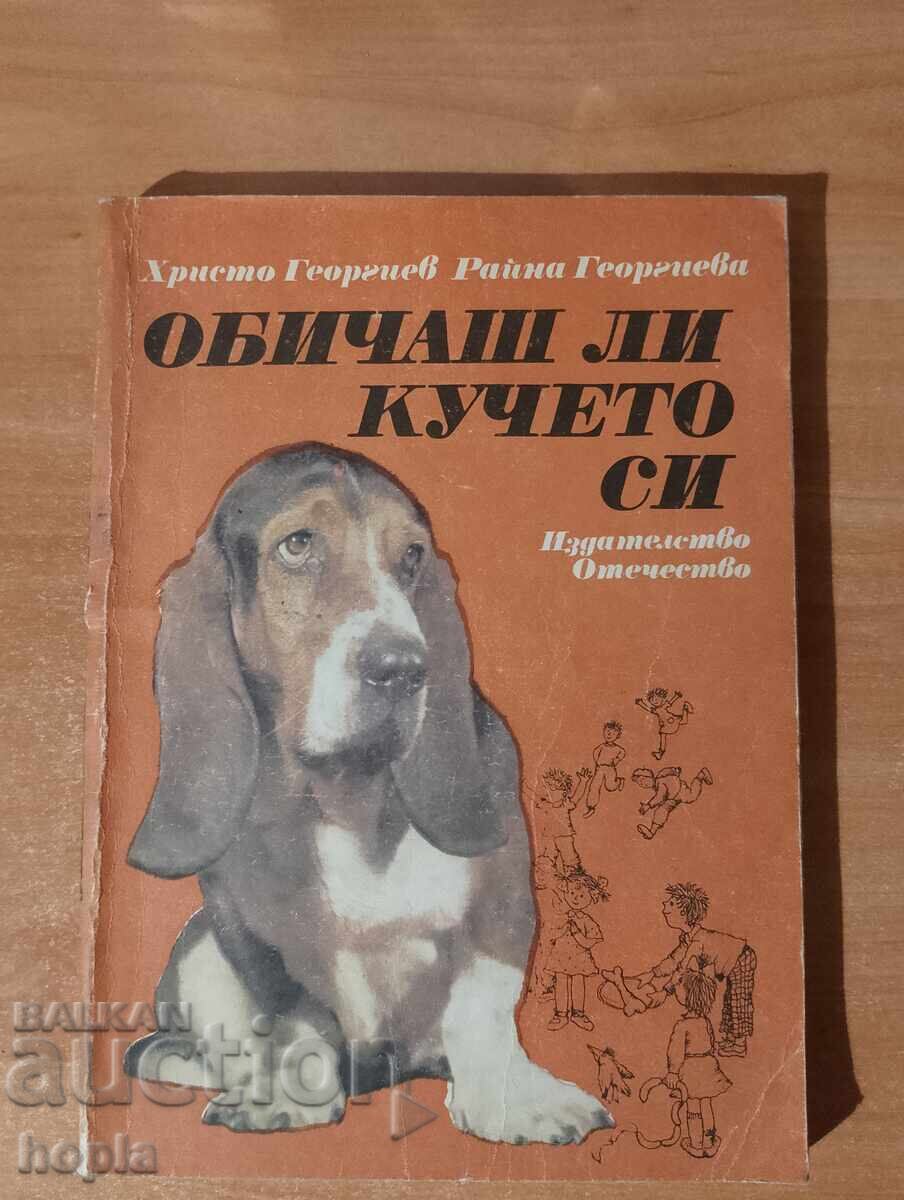 Христо Георгиев Райна Георгиева
ОБИЧАШ ЛИ
КУЧЕТО
СИ
Издателство
Отечество
BALKAN
auction
hopla